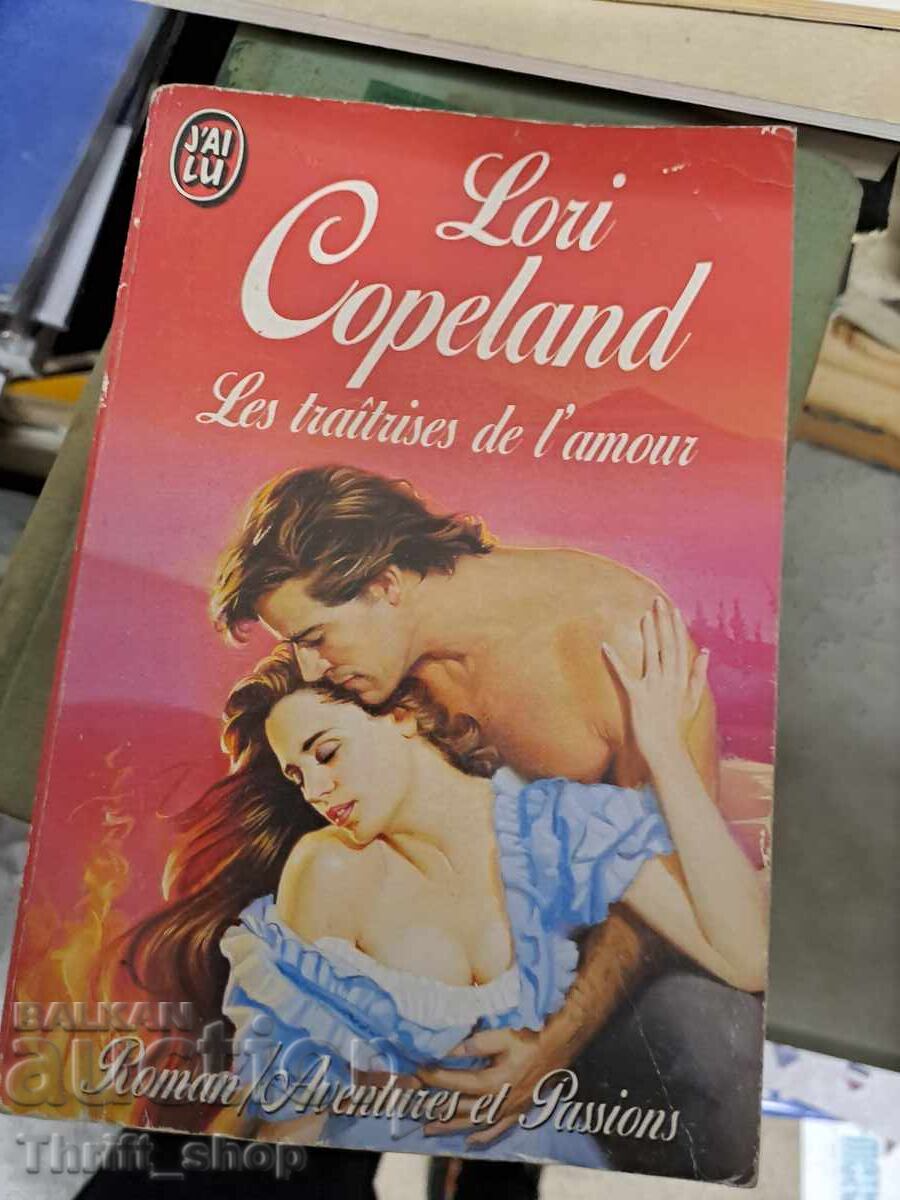 J'AI
LU
Lori
Copeland
Les traîtrises de l'amour
BALKAN
auction
Roman/Aventures et Passions
Thrift_shop